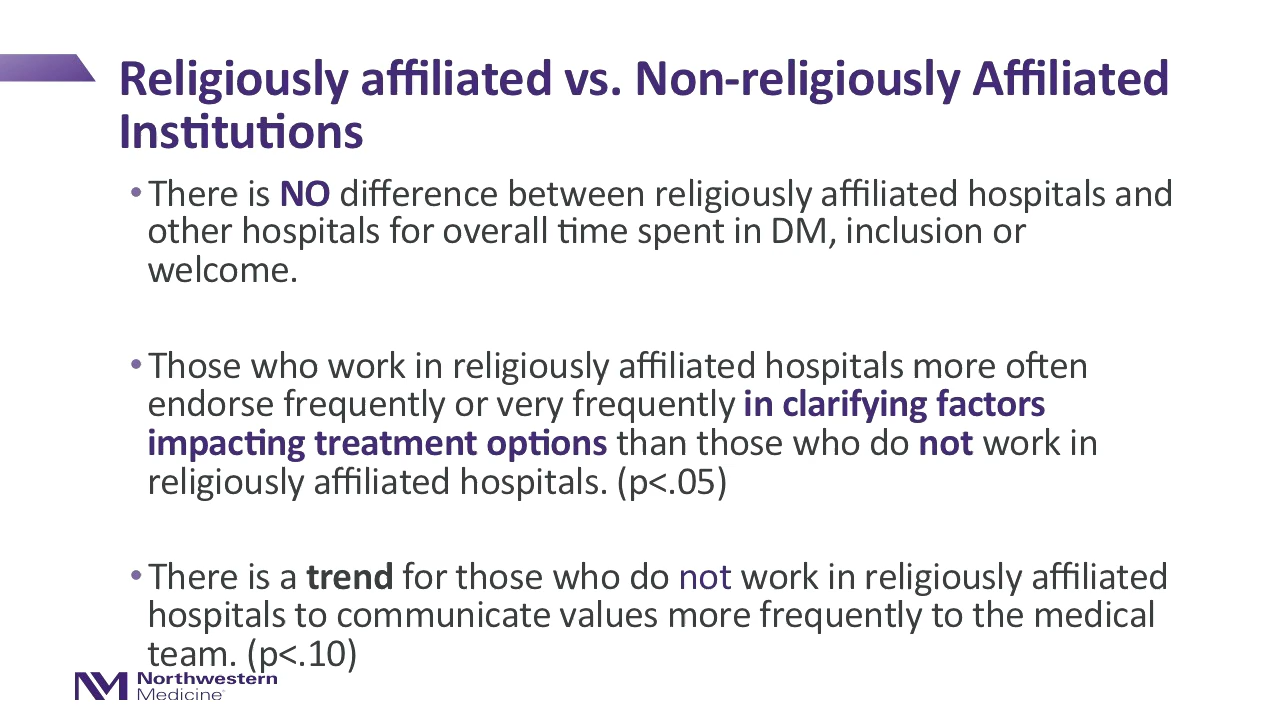 Religiously affiliated vs. Non-religiously Affiliated
Institutions
•There is NO difference between religiously affiliated hospitals and
other hospitals for overall time spent in DM, inclusion or
welcome.
•Those who work in religiously affiliated hospitals more often
endorse frequently or very frequently in clarifying factors
impacting treatment options than those who do not work in
religiously affiliated hospitals. (p<.05)
•There is a trend for those who do not work in religiously affiliated
hospitals to communicate values more frequently to the medical
team. (p<.10)
NM Northwestern
Medicine®